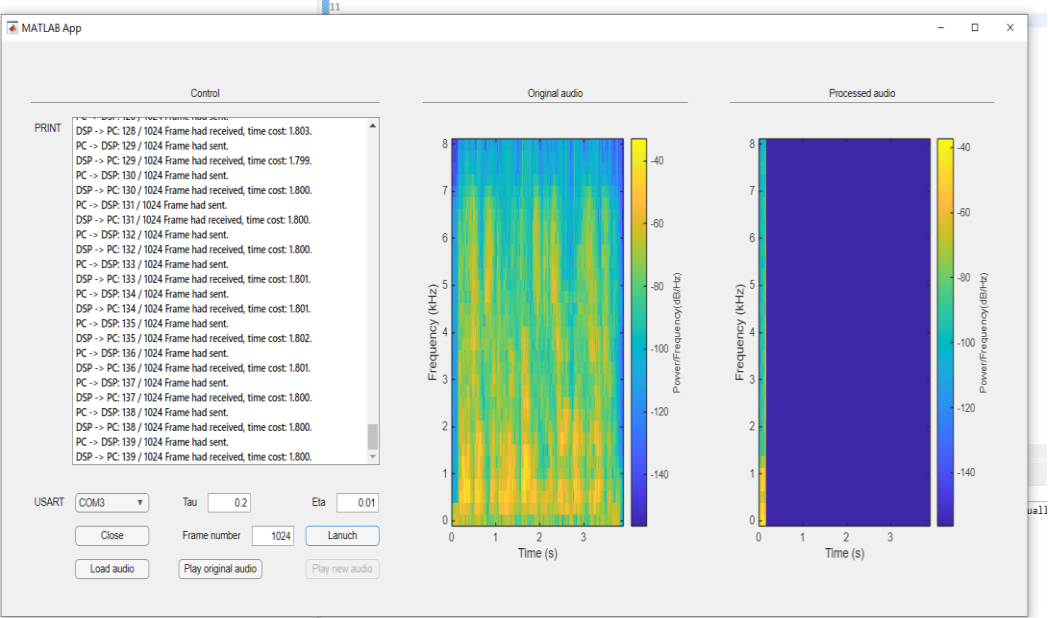 11
MATLAB App
Control
Original audio
Processed audio
PRINT
DSP -> PC: 128 / 1024 Frame had received, time cost: 1.803.
PC -> DSP: 129 / 1024 Frame had sent.
DSP -> PC: 129 / 1024 Frame had received, time cost: 1.799.
PC -> DSP: 130 / 1024 Frame had sent.
DSP -> PC: 130 / 1024 Frame had received, time cost: 1.800.
PC -> DSP: 131 / 1024 Frame had sent.
DSP -> PC: 131 / 1024 Frame had received, time cost: 1.800.
PC -> DSP: 132 / 1024 Frame had sent.
DSP -> PC: 132 / 1024 Frame had received, time cost: 1.800.
PC -> DSP: 133 / 1024 Frame had sent.
DSP -> PC: 133 / 1024 Frame had received, time cost: 1.801.
PC -> DSP: 134 / 1024 Frame had sent.
DSP -> PC: 134 / 1024 Frame had received, time cost: 1.801.
PC -> DSP: 135 / 1024 Frame had sent.
DSP -> PC: 135 / 1024 Frame had received, time cost: 1.802.
PC -> DSP: 136 / 1024 Frame had sent.
DSP -> PC: 136 / 1024 Frame had received, time cost: 1.801.
PC -> DSP: 137 / 1024 Frame had sent.
DSP -> PC: 137 / 1024 Frame had received, time cost: 1.800.
PC -> DSP: 138 / 1024 Frame had sent.
DSP -> PC: 138 / 1024 Frame had received, time cost: 1.800.
PC -> DSP: 139 / 1024 Frame had sent.
DSP -> PC: 139 / 1024 Frame had received, time cost: 1.800.
USART COM3 Tau 0.2 Eta 0.01
Close Frame number 1024 Lanuch
Load audio Play original audio Play new audio
8
7
6
5
4
3
2
1
0
Frequency (kHz)
0 1 2 3
Time (s)
-40
-60
-80
-100
-120
-140
Power/Frequency(dB/Hz)
8
7
6
5
4
3
2
1
0
Frequency (kHz)
0 1 2 3
Time (s)
-40
-60
-80
-100
-120
-140
Power/Frequency(dB/Hz)